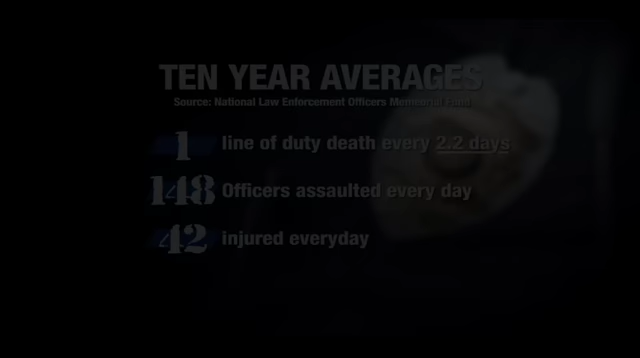 TEN YEAR AVERAGES
Source: National Law Enforcement Officers Memorial Fund
1 line of duty death every 2.2 days
148 Officers assaulted every day
42 injured everyday